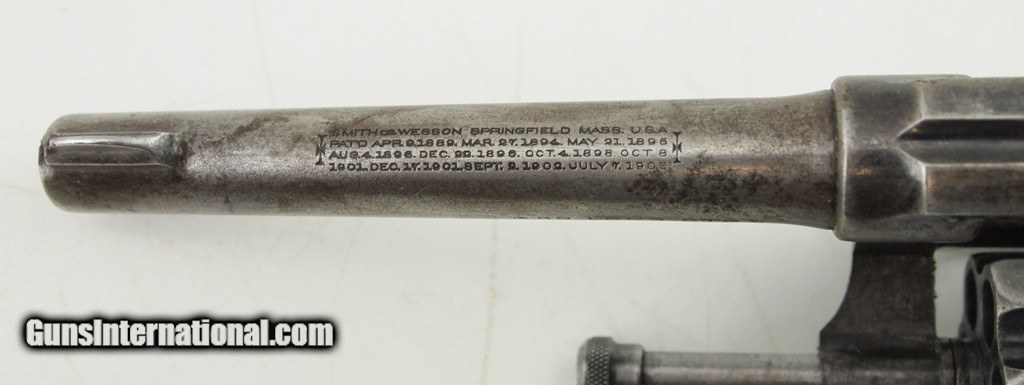 SMITH & WESSON SPRINGFIELD MASS. U.S.A
PAT'D APR. 9.1889. MAR. 27.1894. MAY 21.1895
AUG. 4.1896. DEC. 22.1896. OCT. 4.1898. OCT 8
1901. DEC. 17.1901. SEPT. 2.1902. JULY 7. 1903
GunsInternational.com